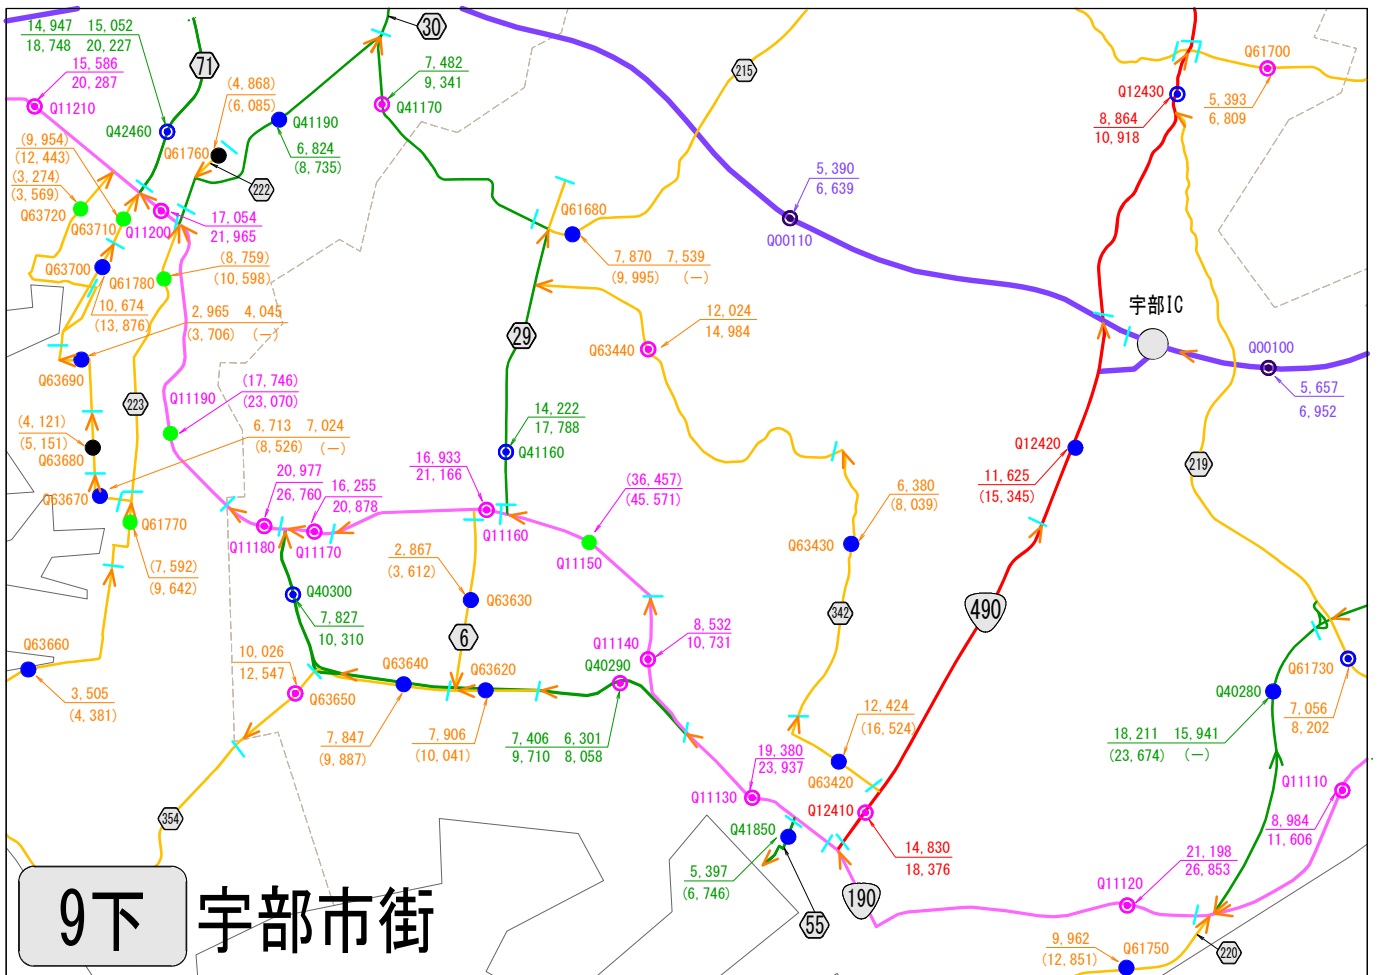 14,947 15,052
18,748 20,227
15,586
20,287
Q11210
71
30
Q42460
(4,868)
(6,085)
Q61760
Q41190
6,824
(8,735)
222
7,482
9,341
Q41170
215
Q61700
5,393
6,809
Q12430
8,864
10,918
(9,954)
(12,443)
(3,274)
(3,569)
Q63720
Q63710
Q11200
17,054
21,965
Q61680
7,870 7,539
(9,995) (－)
5,390
6,639
Q00110
Q63700
10,674
(13,876)
Q61780
(8,759)
(10,598)
宇部IC
Q00100
5,657
6,952
2,965 4,045
(3,706) (－)
Q63690
29
12,024
14,984
Q63440
223
Q11190
(17,746)
(23,070)
(4,121)
(5,151)
Q63680
6,713 7,024
(8,526) (－)
Q63670
14,222
17,788
Q41160
Q12420
11,625
(15,345)
219
Q61770
(7,592)
(9,642)
20,977
26,760
Q11180
16,255
20,878
Q11170
16,933
21,166
Q11160
(36,457)
(45,571)
Q11150
6,380
(8,039)
Q63430
Q40300
7,827
10,310
2,867
(3,612)
Q63630
6
342
490
Q63660
3,505
(4,381)
10,026
12,547
Q63650
Q63640
7,847
(9,887)
Q63620
7,906
(10,041)
Q11140
8,532
10,731
Q40290
7,406 6,301
9,710 8,058
Q61730
7,056
8,202
Q40280
18,211 15,941
(23,674) (－)
12,424
(16,524)
Q63420
19,380
23,937
Q11130
Q12410
14,830
18,376
Q11110
8,984
11,606
354
Q41850
5,397
(6,746)
55
190
21,198
26,853
Q11120
9,962
(12,851)
Q61750
220
9下 宇部市街